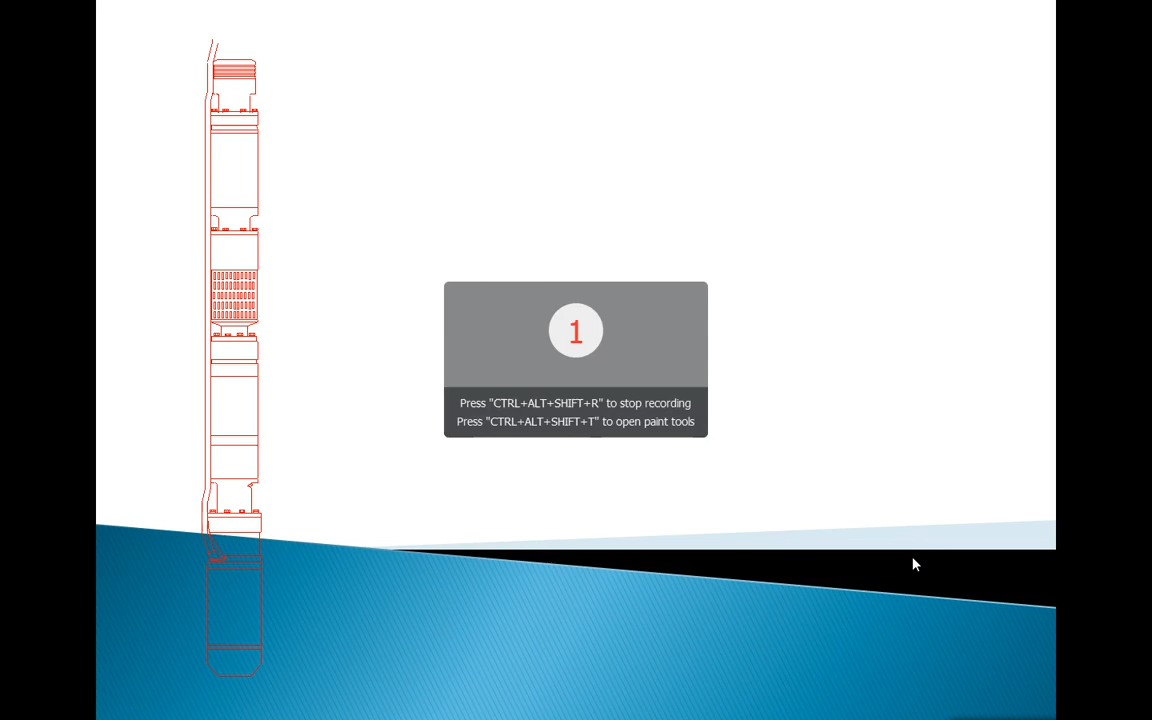 1
Press "CTRL+ALT+SHIFT+R" to stop recording
Press "CTRL+ALT+SHIFT+T" to open paint tools